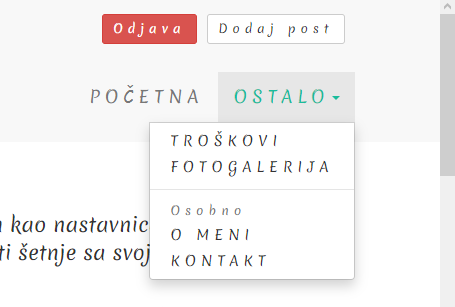 Odjava Dodaj post
POČETNA OSTALO
TROŠKOVI
FOTOGALERIJA
Osobno
O MENI
KONTAKT
kao nastavnic
ti šetnje sa svoj